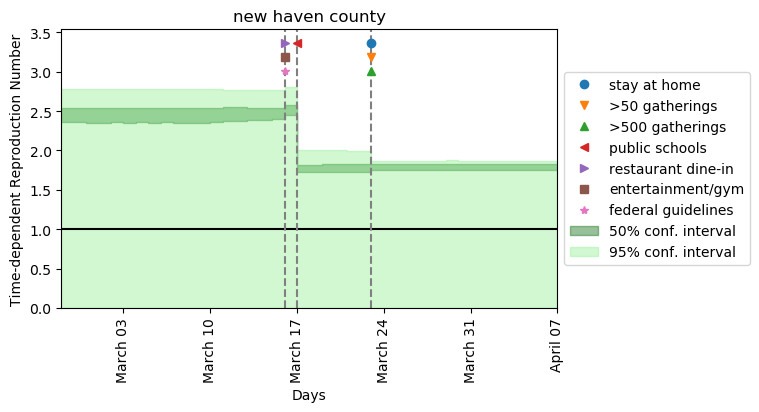 new haven county
Time-dependent Reproduction Number
3.5
3.0
2.5
2.0
1.5
1.0
0.5
0.0
March 03
March 10
March 17
March 24
March 31
April 07
Days
stay at home
>50 gatherings
>500 gatherings
public schools
restaurant dine-in
entertainment/gym
federal guidelines
50% conf. interval
95% conf. interval